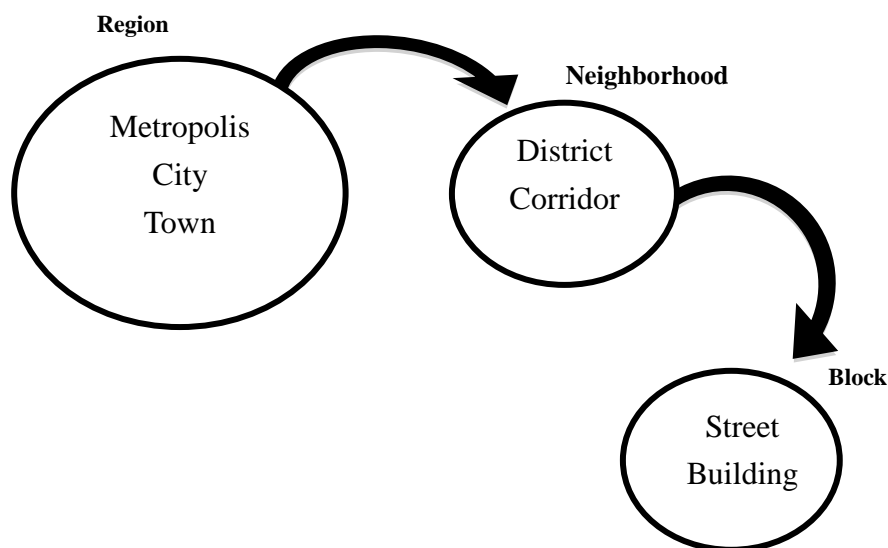 Region
Metropolis
City
Town
Neighborhood
District
Corridor
Block
Street
Building